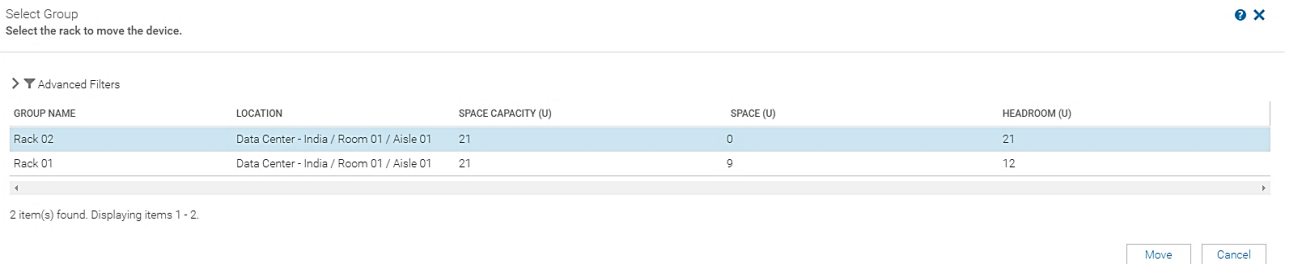 Select Group
Select the rack to move the device.
Advanced Filters
GROUP NAME LOCATION SPACE CAPACITY (U) SPACE (U) HEADROOM (U)
Rack 02 Data Center - India / Room 01 / Aisle 01 21 0 21
Rack 01 Data Center - India / Room 01 / Aisle 01 21 9 12
2 item(s) found. Displaying items 1 - 2.
Move Cancel